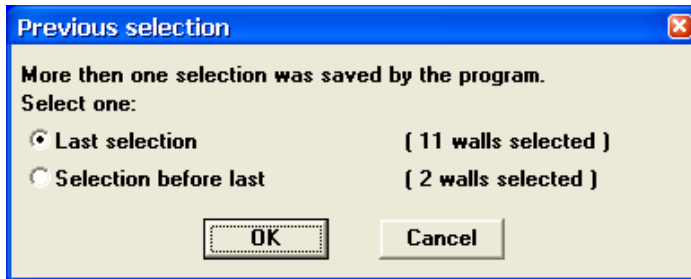 Previous selection
More then one selection was saved by the program.
Select one:
Last selection [ 11 walls selected ]
Selection before last [ 2 walls selected ]
OK Cancel